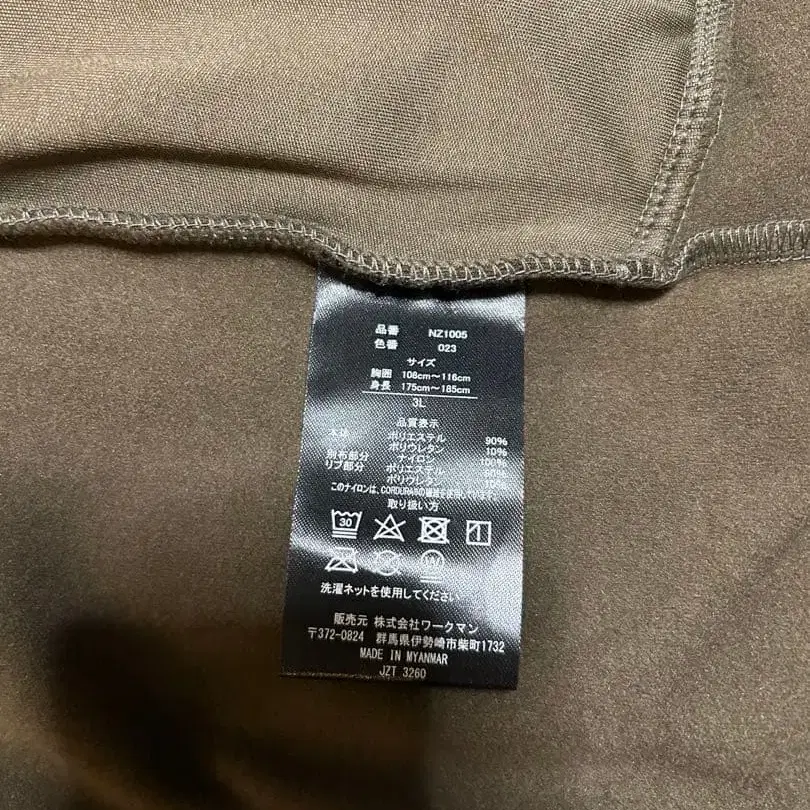 品番 NZ1005
色番 023
サイズ
胸囲 108cm～116cm
身長 175cm～185cm
3L
品質表示
ポリエステル 90%
ポリウレタン 10%
別布部分 ナイロン 100%
リブ部分 ポリエステル
ポリウレタン
このナイロンは、CORDURA
取り扱い方
30
洗濯ネットを使用してください
販売元 株式会社ワークマン
〒372-0824 群馬県伊勢崎市柴町1732
MADE IN MYANMAR
JZT 3260